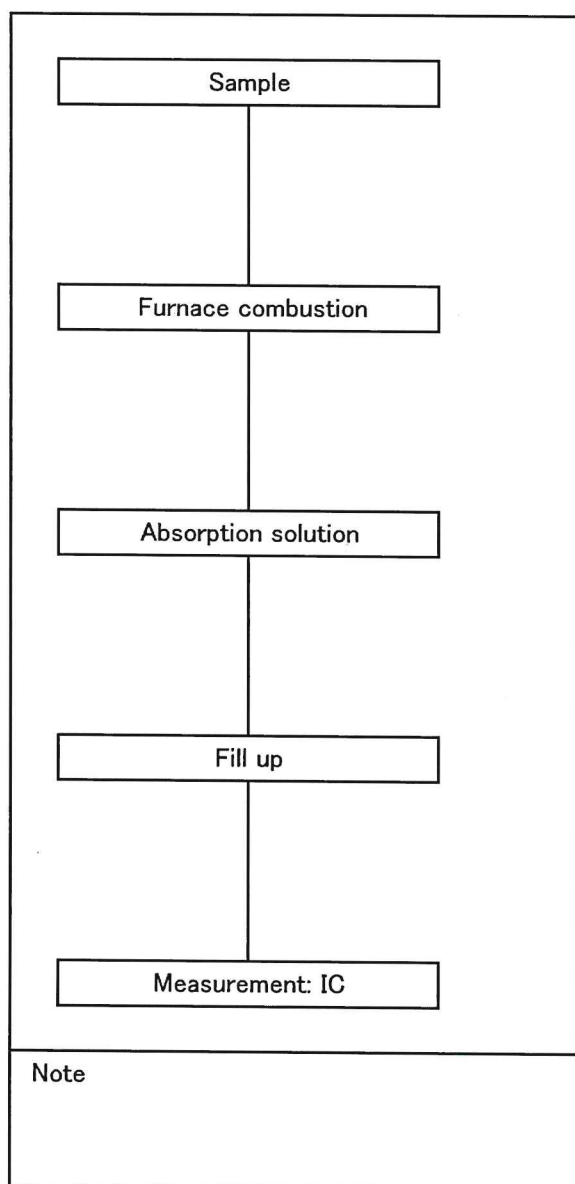 Sample
Furnace combustion
Absorption solution
Fill up
Measurement: IC
Note